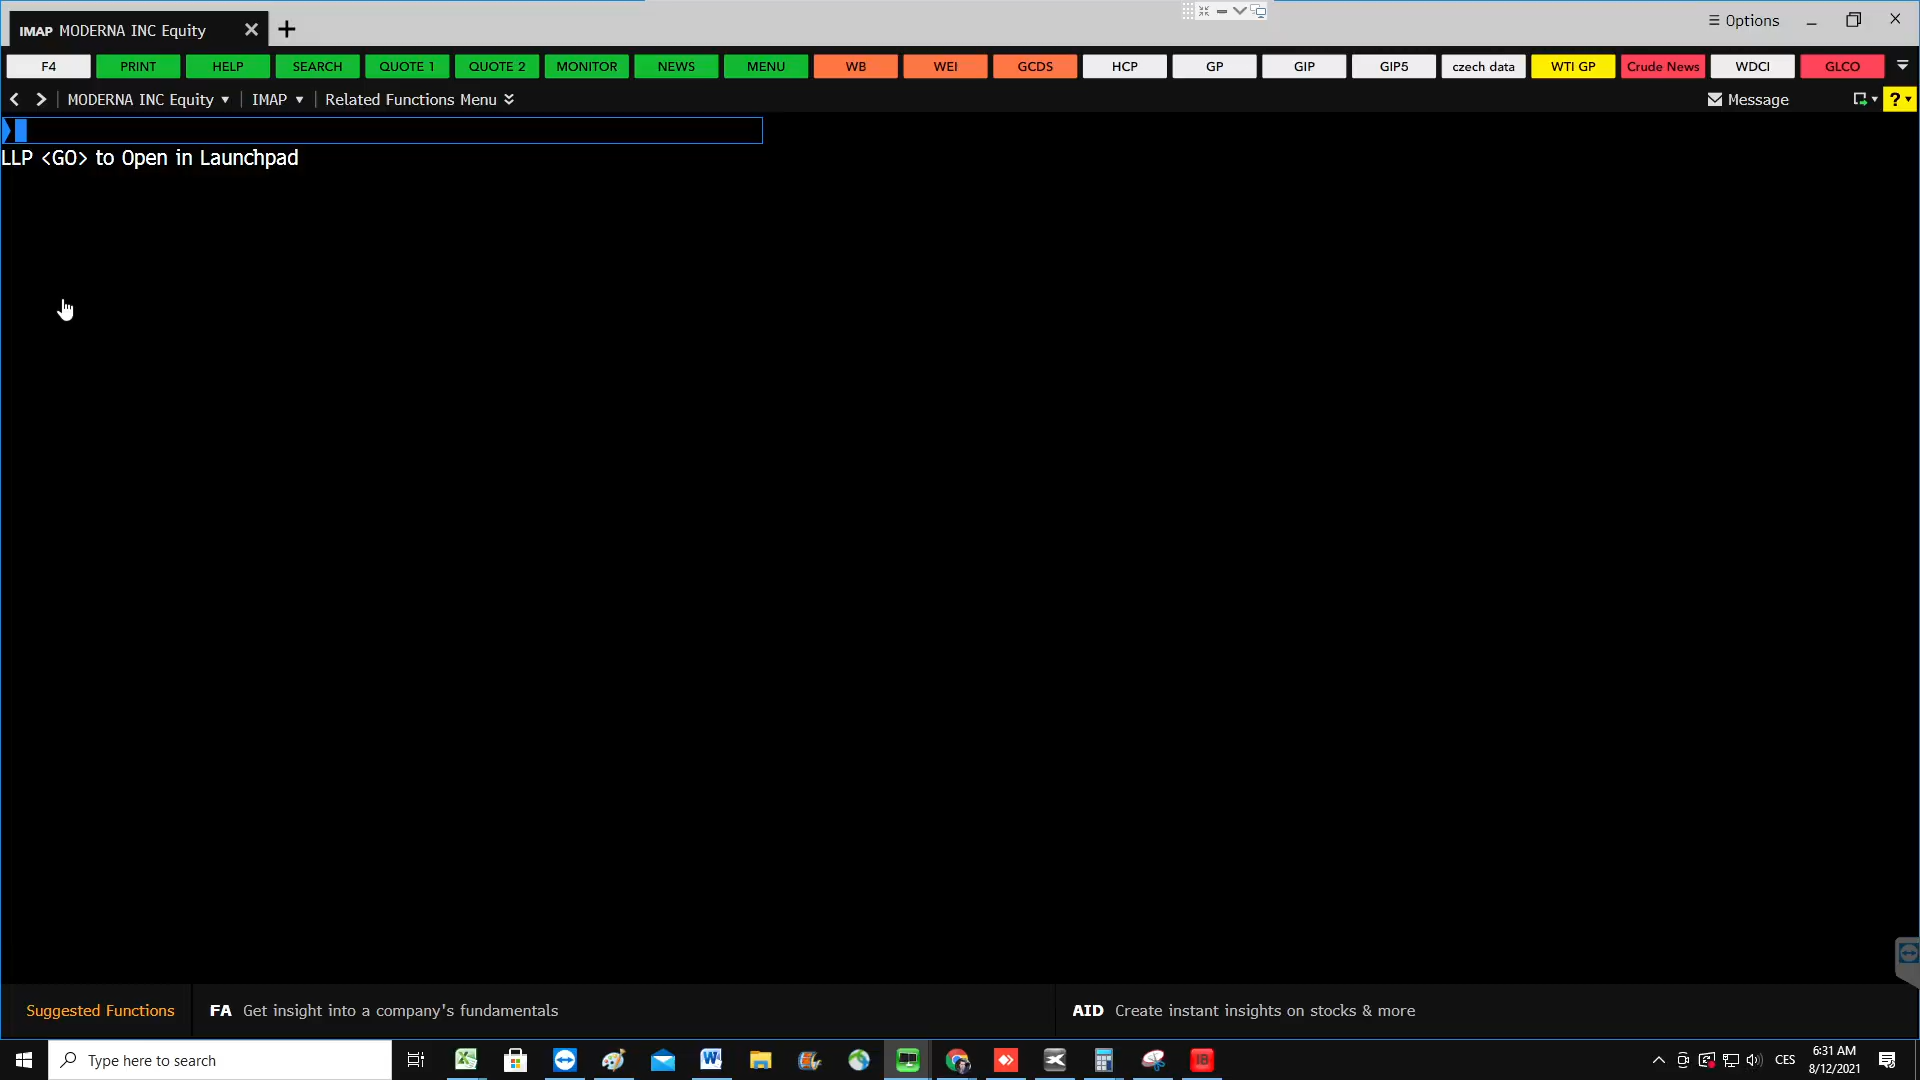 IMAP MODERNA INC Equity
Options
F4 PRINT HELP SEARCH QUOTE 1 QUOTE 2 MONITOR NEWS MENU WB WEI GCDS HCP GP GIP GIP5 czech data WTI GP Crude News WDCI GLCO
MODERNA INC Equity IMAP Related Functions Menu Message ?
LLP <GO> to Open in Launchpad
Suggested Functions FA Get insight into a company's fundamentals AID Create instant insights on stocks & more
Type here to search
CES
6:31 AM
8/12/2021